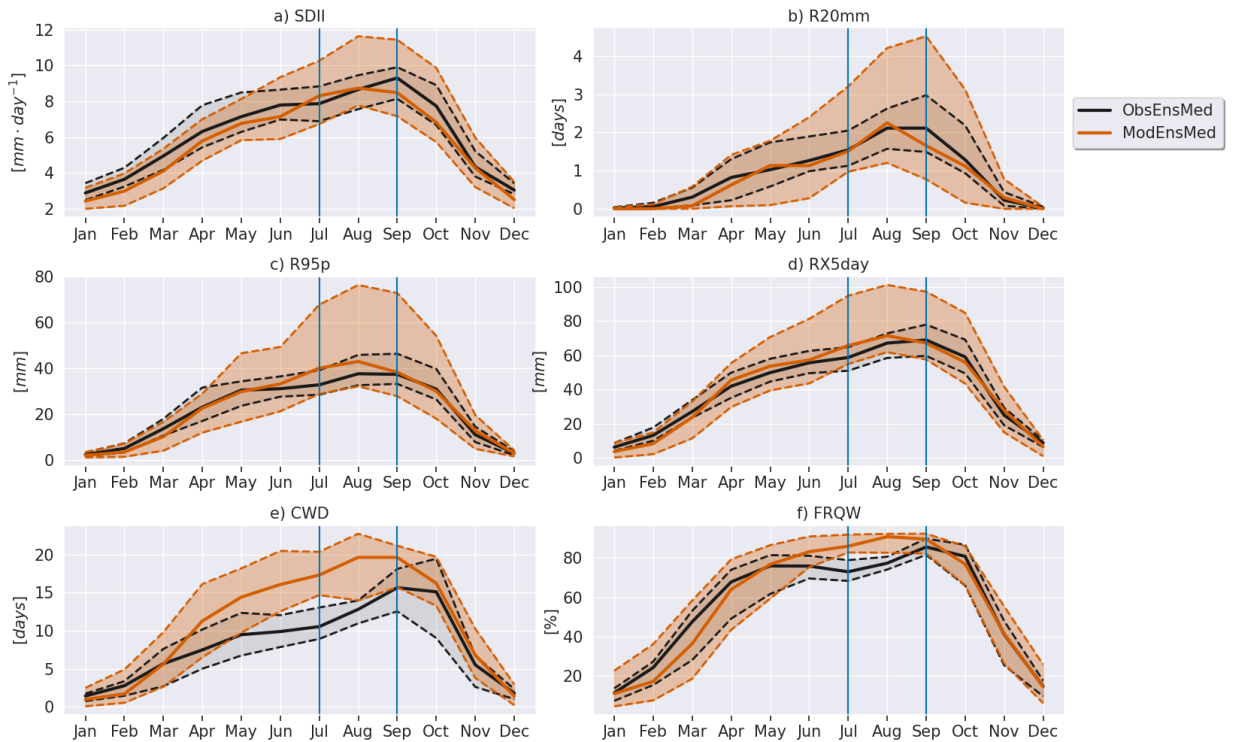 a) SDII
12
10
8
6
4
2
[mm · day⁻¹]
Jan Feb Mar Apr May Jun Jul Aug Sep Oct Nov Dec
b) R20mm
4
3
2
1
0
[days]
Jan Feb Mar Apr May Jun Jul Aug Sep Oct Nov Dec
ObsEnsMed
ModEnsMed
c) R95p
80
60
40
20
0
[mm]
Jan Feb Mar Apr May Jun Jul Aug Sep Oct Nov Dec
d) RX5day
100
80
60
40
20
0
[mm]
Jan Feb Mar Apr May Jun Jul Aug Sep Oct Nov Dec
e) CWD
20
15
10
5
0
[days]
Jan Feb Mar Apr May Jun Jul Aug Sep Oct Nov Dec
f) FRQW
80
60
40
20
[%]
Jan Feb Mar Apr May Jun Jul Aug Sep Oct Nov Dec